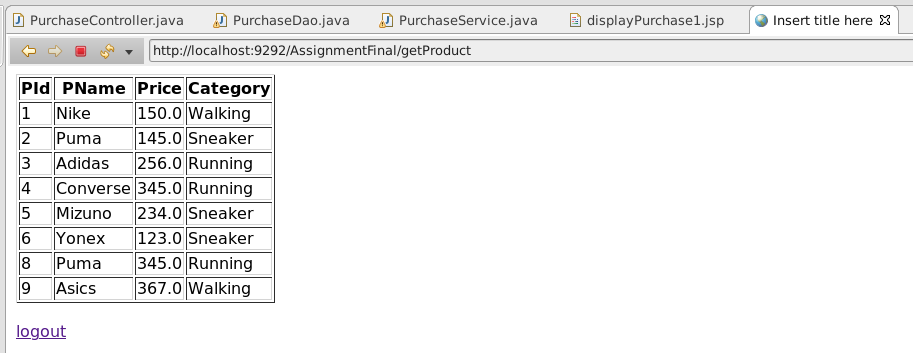 PurchaseController.java PurchaseDao.java PurchaseService.java displayPurchase1.jsp Insert title here
http://localhost:9292/AssignmentFinal/getProduct
PId PName Price Category
1 Nike 150.0 Walking
2 Puma 145.0 Sneaker
3 Adidas 256.0 Running
4 Converse 345.0 Running
5 Mizuno 234.0 Sneaker
6 Yonex 123.0 Sneaker
8 Puma 345.0 Running
9 Asics 367.0 Walking
logout